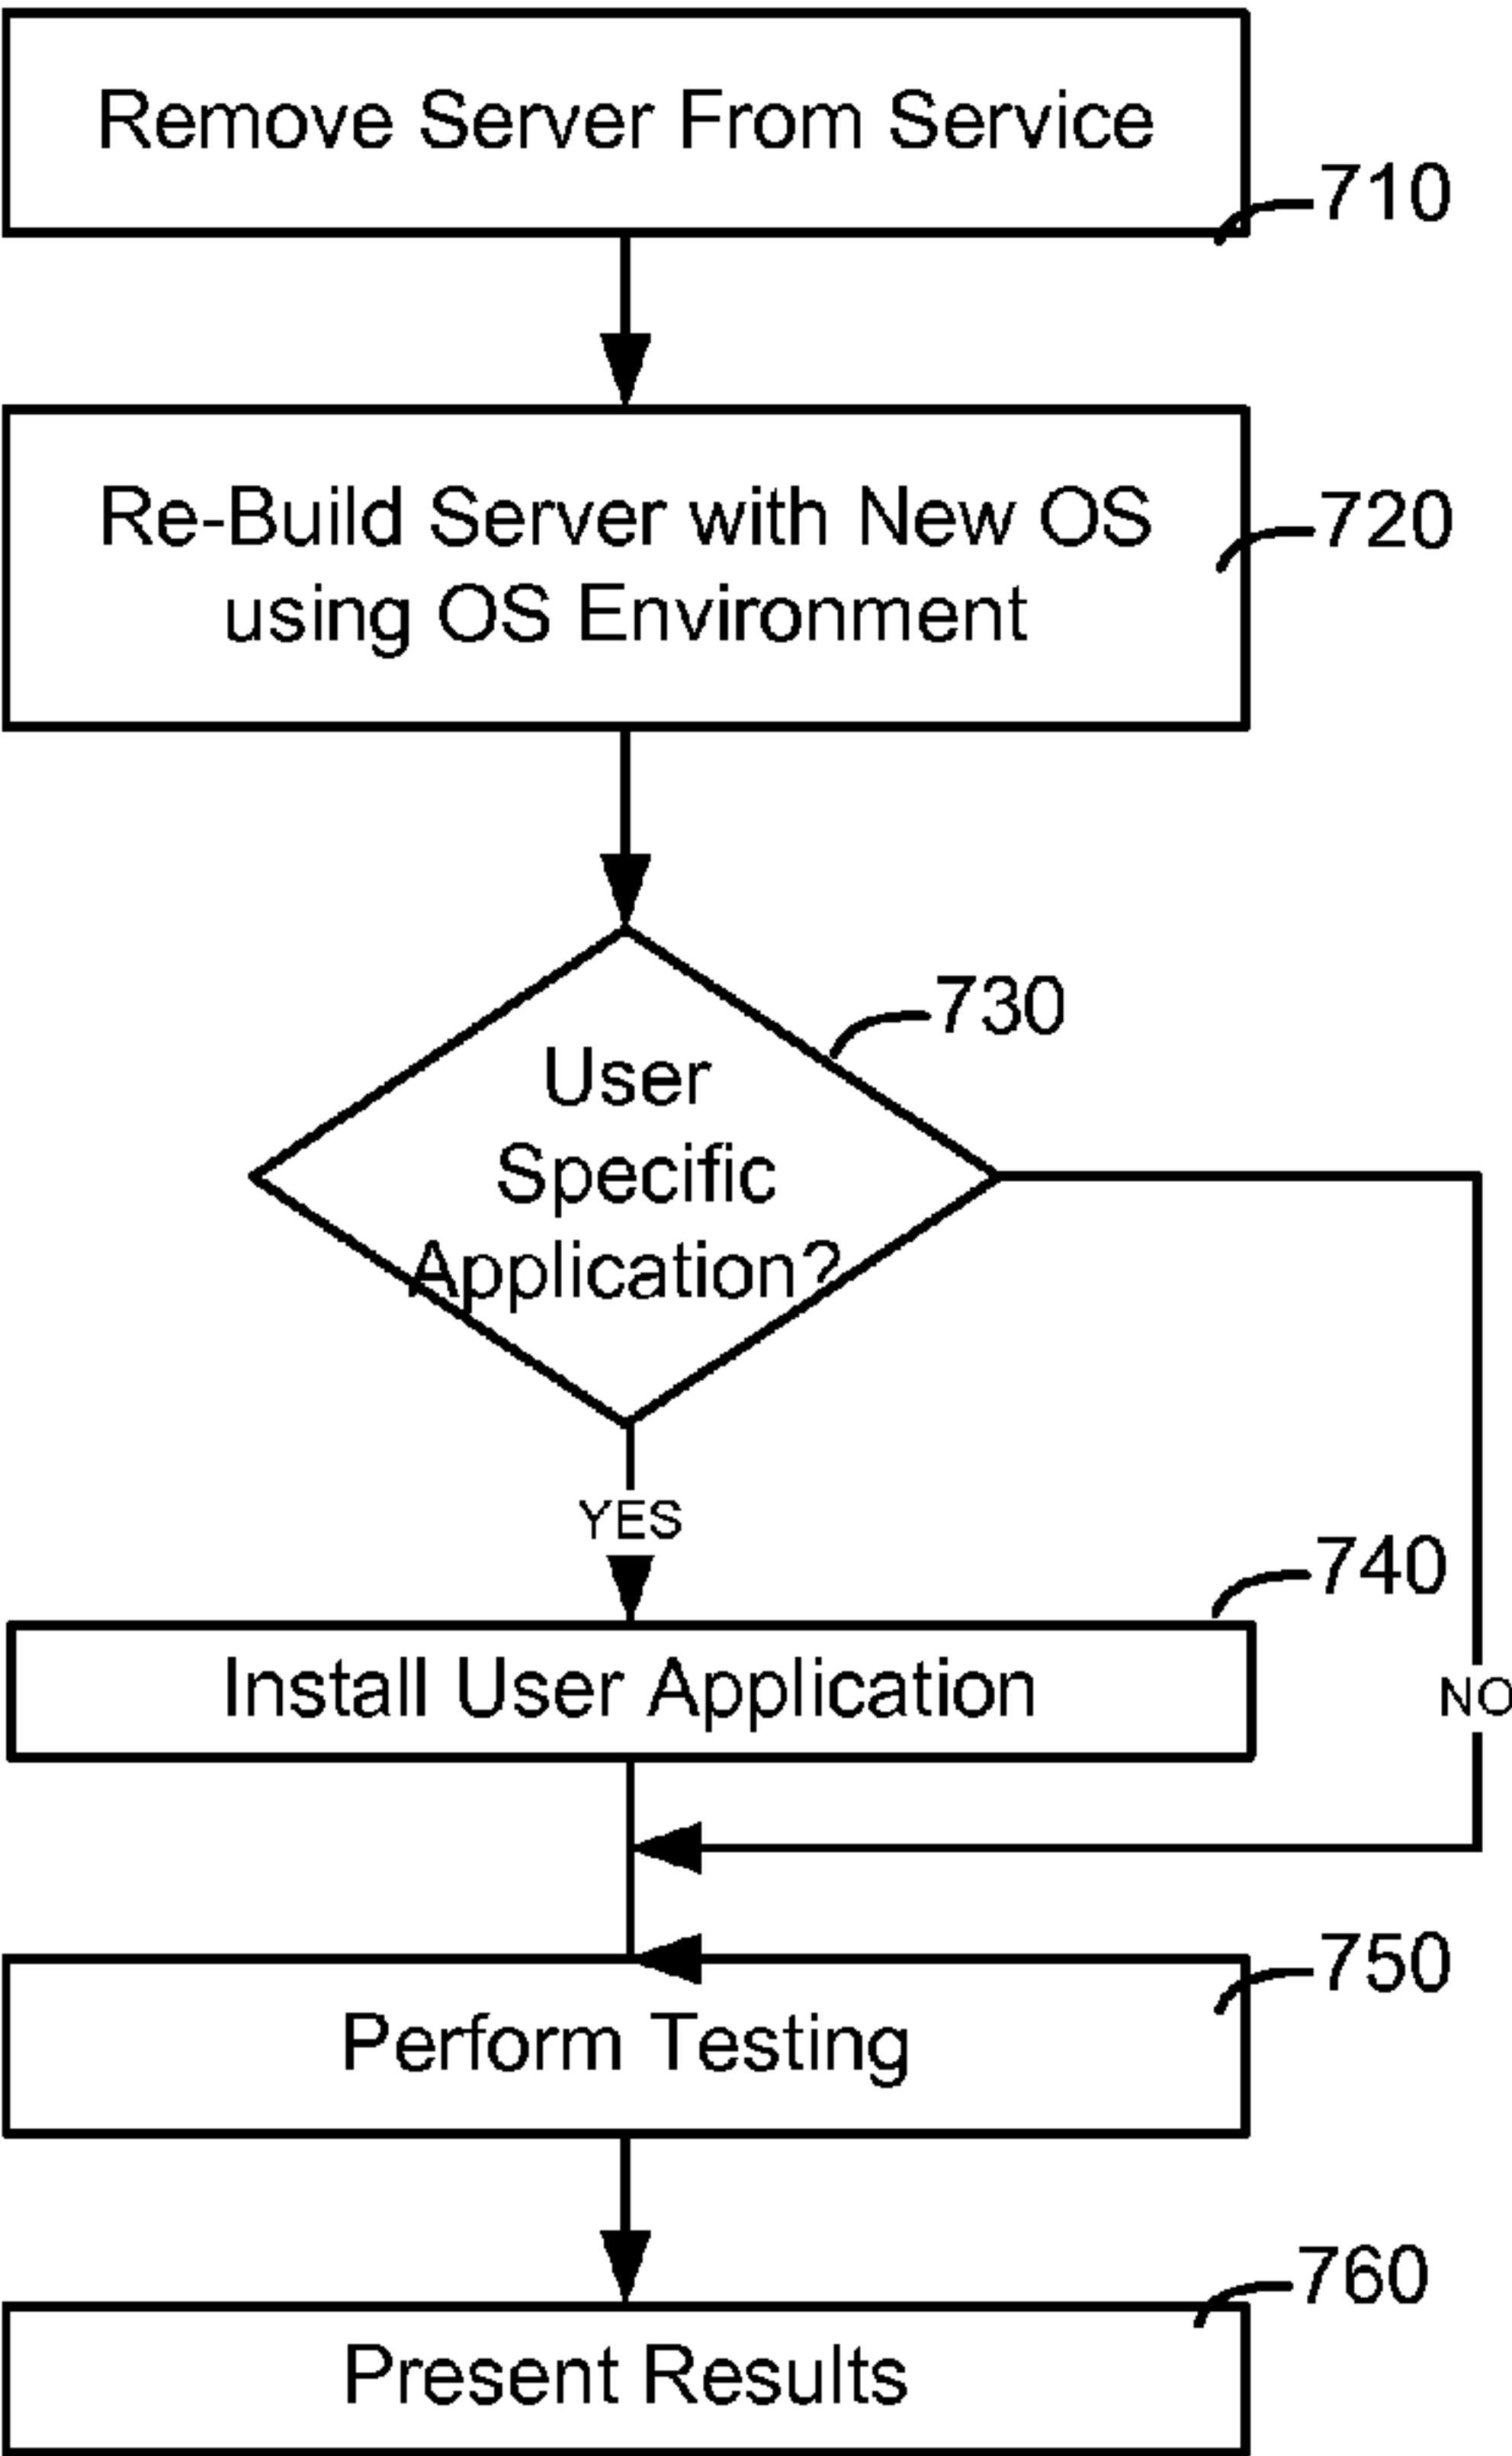 Remove Server From Service
710
Re-Build Server with New OS
using OS Environment
720
730
User
Specific
Application?
YES
740
Install User Application
NO
750
Perform Testing
760
Present Results